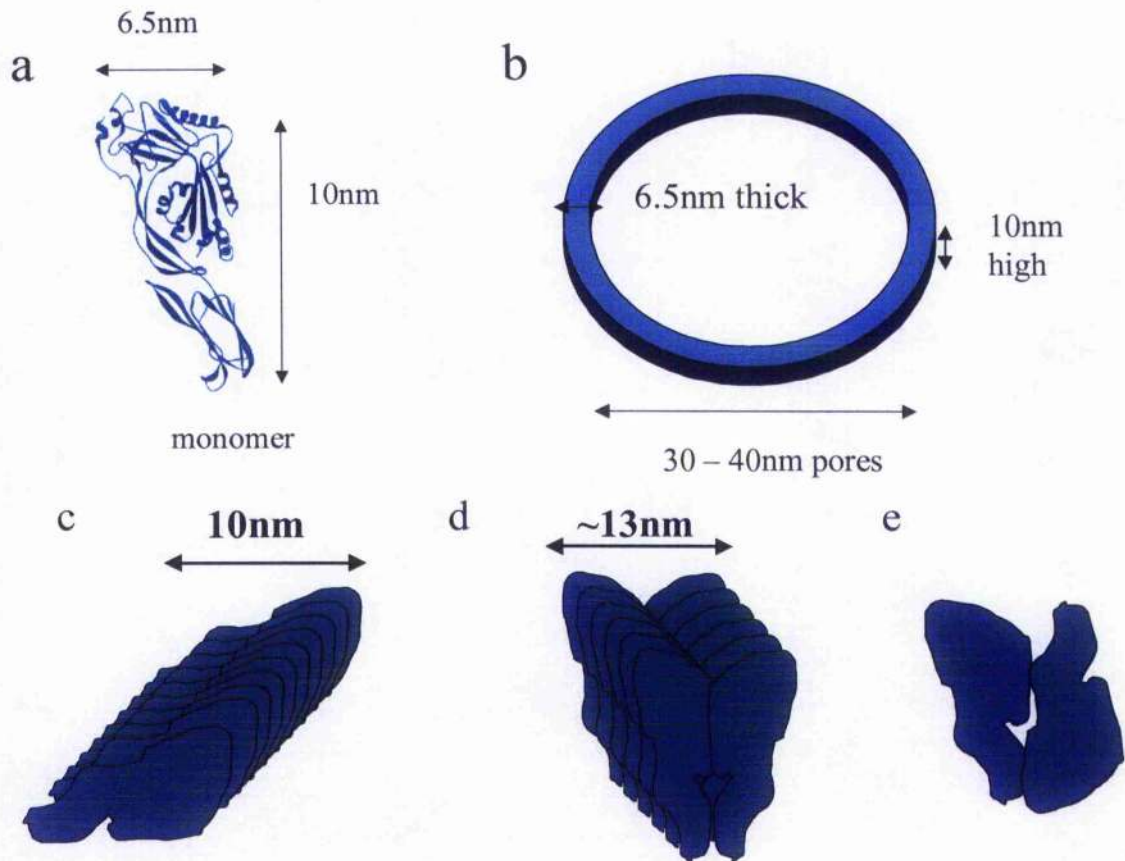 6.5nm
a
b
10nm
6.5nm thick
10nm
high
monomer
30 – 40nm pores
c
10nm
d
~13nm
e